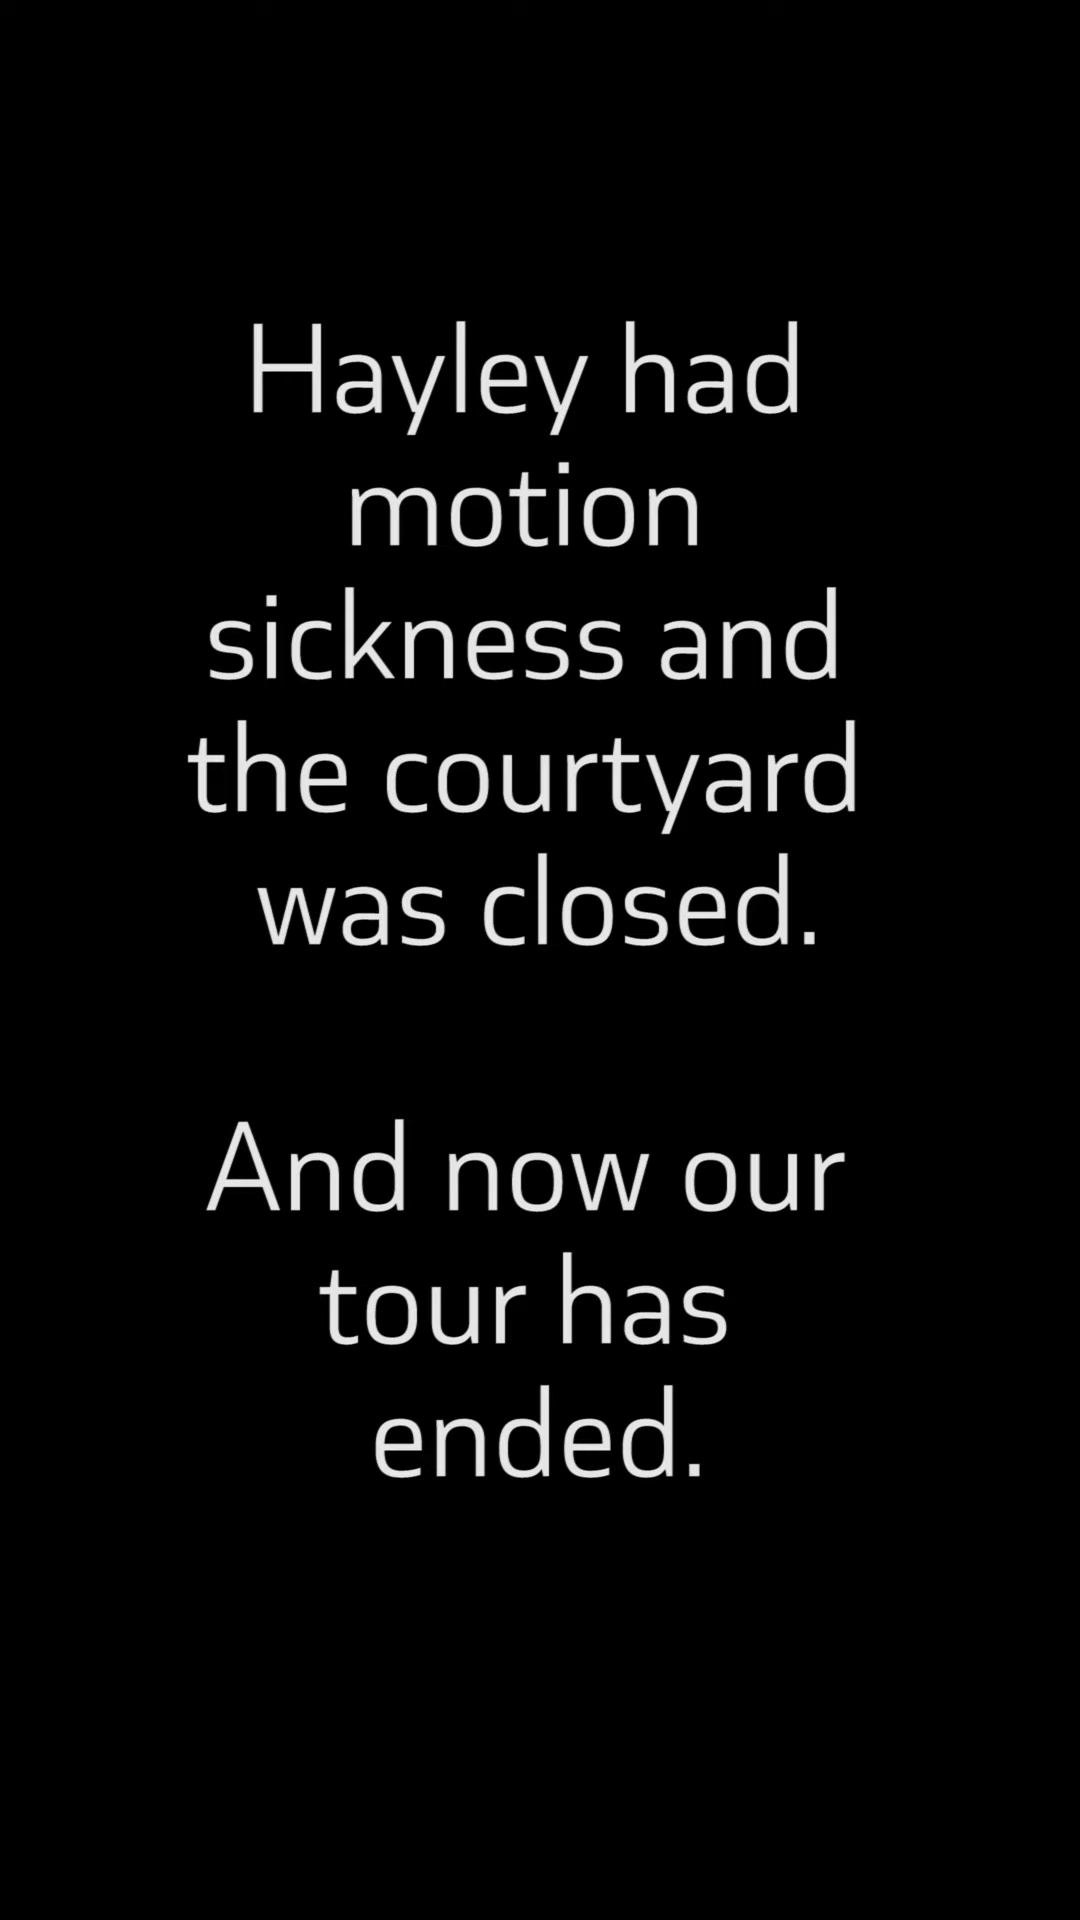 Hayley had
motion
sickness and
the courtyard
was closed.
And now our
tour has
ended.